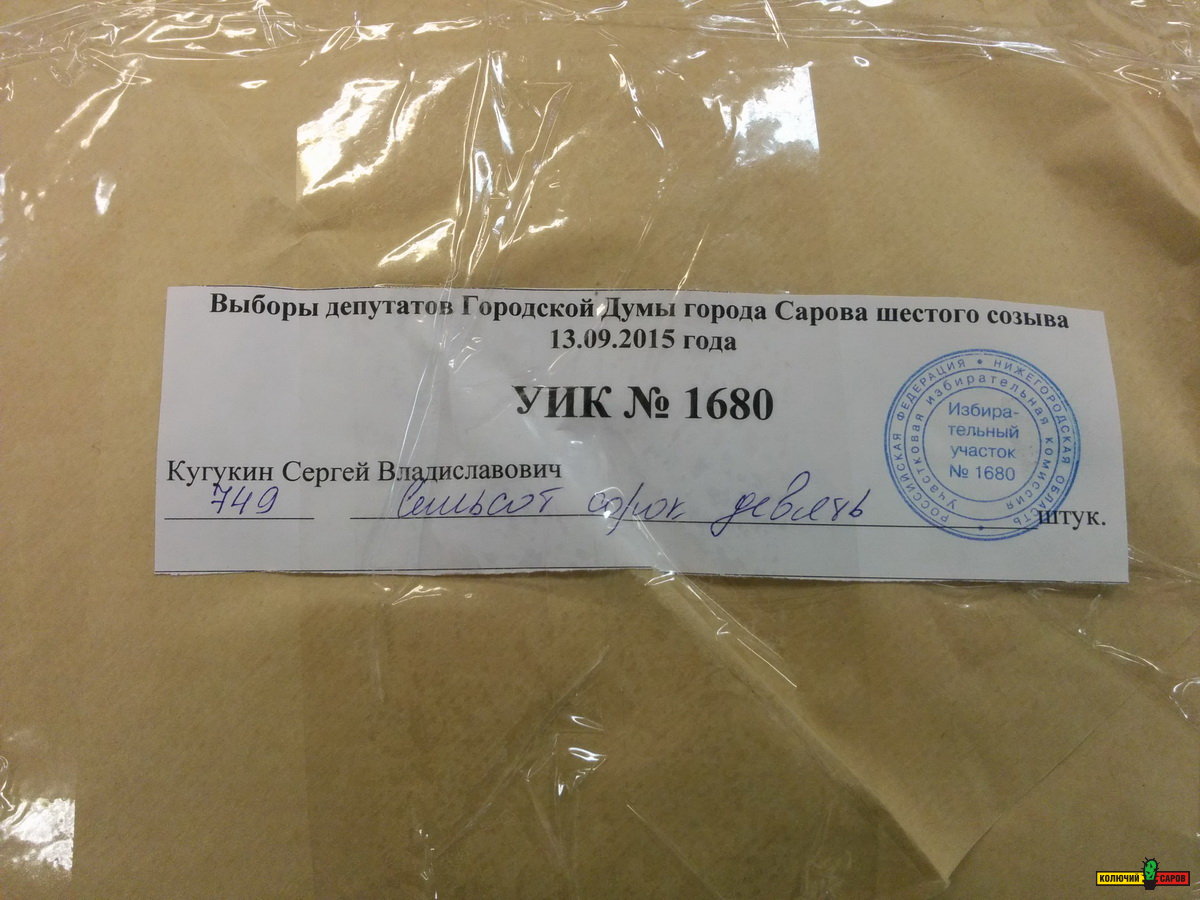 Выборы депутатов Городской Думы города Сарова шестого созыва
13.09.2015 года
УИК № 1680
Кугукин Сергей Владиславович
749 Семьсот сорок девять штук.
РОССИЙСКАЯ ФЕДЕРАЦИЯ • НИЖЕГОРОДСКАЯ ОБЛАСТЬ •
Участковая избирательная комиссия
Избира-
тельный
участок
№ 1680
КОЛЮЧИЙ САРОВ